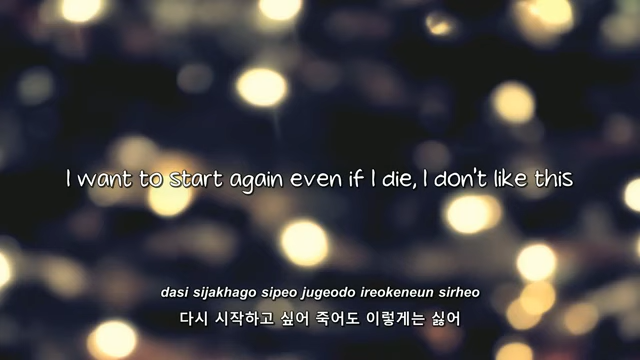 I want to start again even if I die, I don't like this
dasi sijakhago sipeo jugeodo ireokeneun sirheo
다시 시작하고 싶어 죽어도 이렇게는 싫어